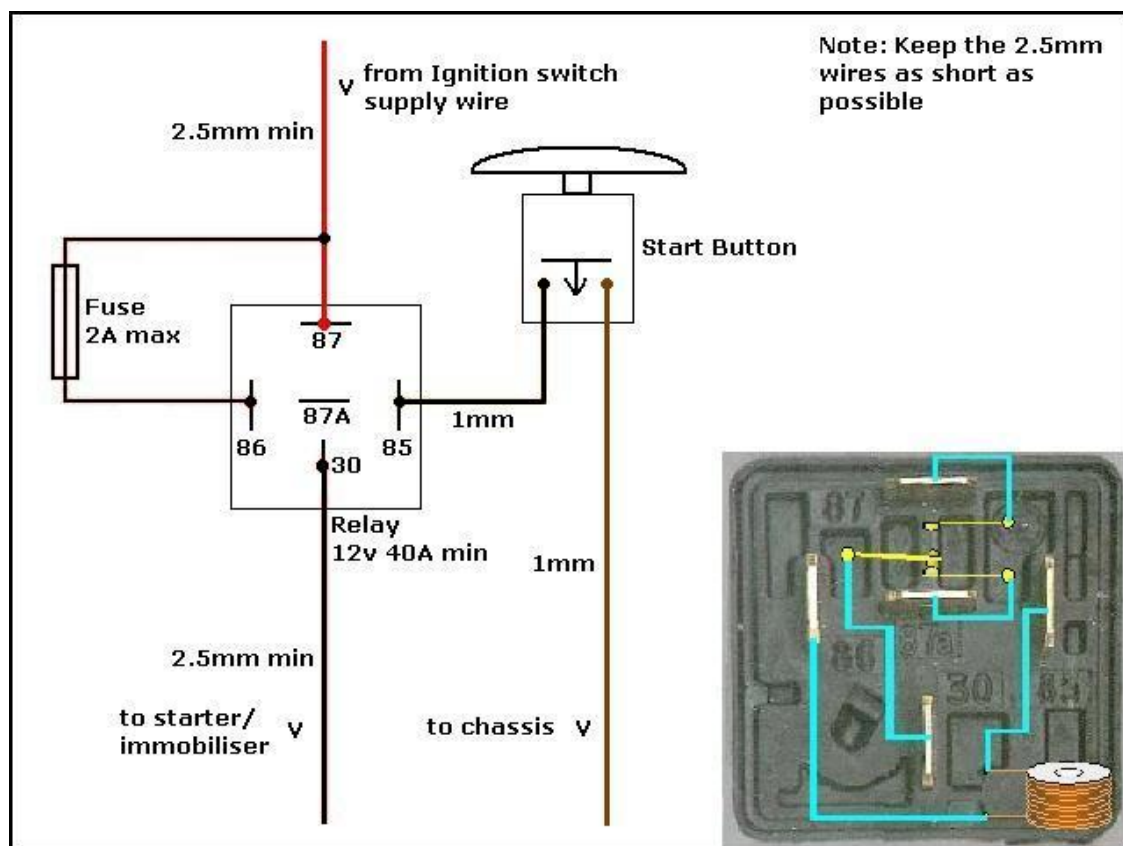 from Ignition switch
supply wire
2.5mm min
Note: Keep the 2.5mm
wires as short as
possible
Start Button
Fuse
2A max
87
87A
86
85
1mm
30
Relay
12v 40A min
1mm
2.5mm min
to starter/
immobiliser
to chassis
87
86
87a
30
85